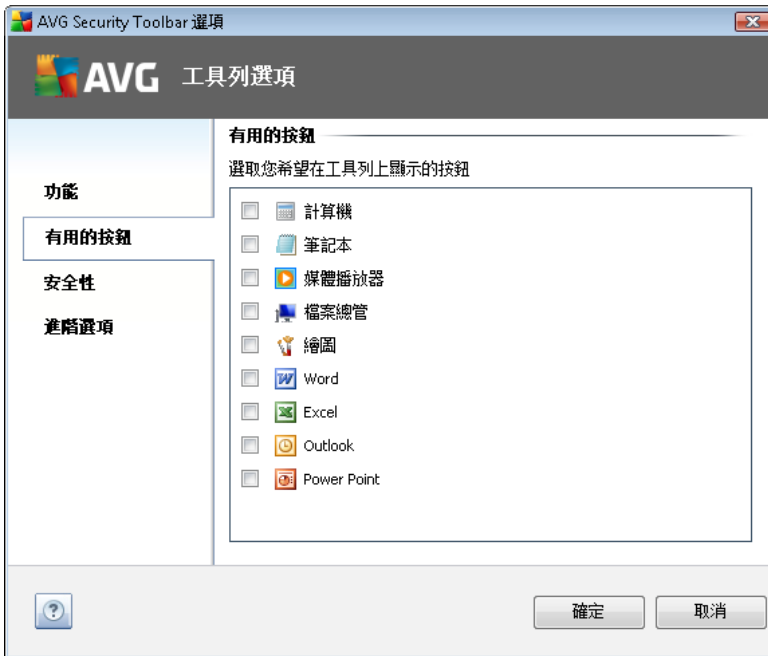 AVG Security Toolbar 選項
AVG 工具列選項
功能
有用的按鈕
安全性
進階選項
有用的按鈕
選取您希望在工具列上顯示的按鈕
計算機
筆記本
媒體播放器
檔案總管
繪圖
Word
Excel
Outlook
Power Point
?
確定
取消